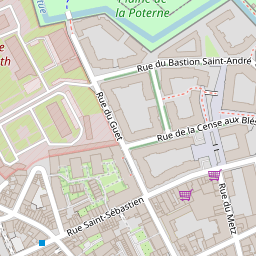 Plaine de
la Poterne
Rue du Bastion Saint-André
Rue du Guet
Rue de la Cense aux Blé
Rue Saint-Sébastien
Rue du Metz